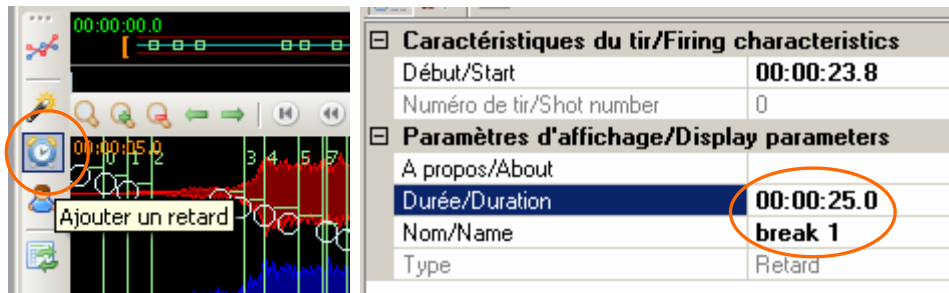 00:00:00.0
00:00:05.0
0 1 2 3 4 5 7
Ajouter un retard
Caractéristiques du tir/Firing characteristics
Début/Start 00:00:23.8
Numéro de tir/Shot number 0
Paramètres d'affichage/Display parameters
A propos/About
Durée/Duration 00:00:25.0
Nom/Name break 1
Type Retard